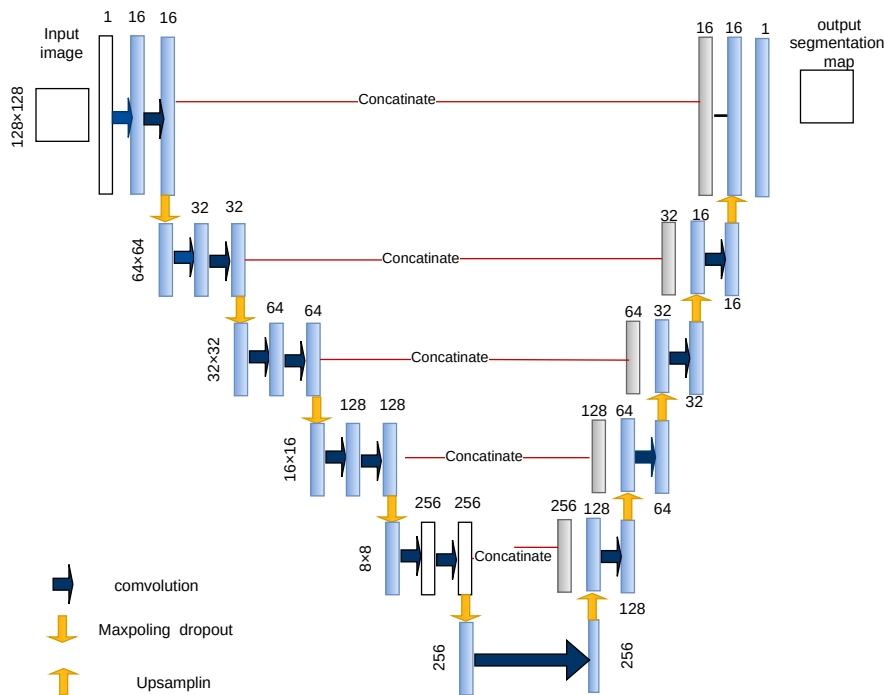 Input
image
1
16
16
16
16
1
output
segmentation
map
128×128
Concatinate
32
32
32
16
64×64
Concatinate
16
64
64
64
32
32×32
Concatinate
32
128
128
128
64
16×16
Concatinate
64
256
256
256
128
8×8
Concatinate
128
256
256
comvolution
Maxpoling dropout
Upsamplin